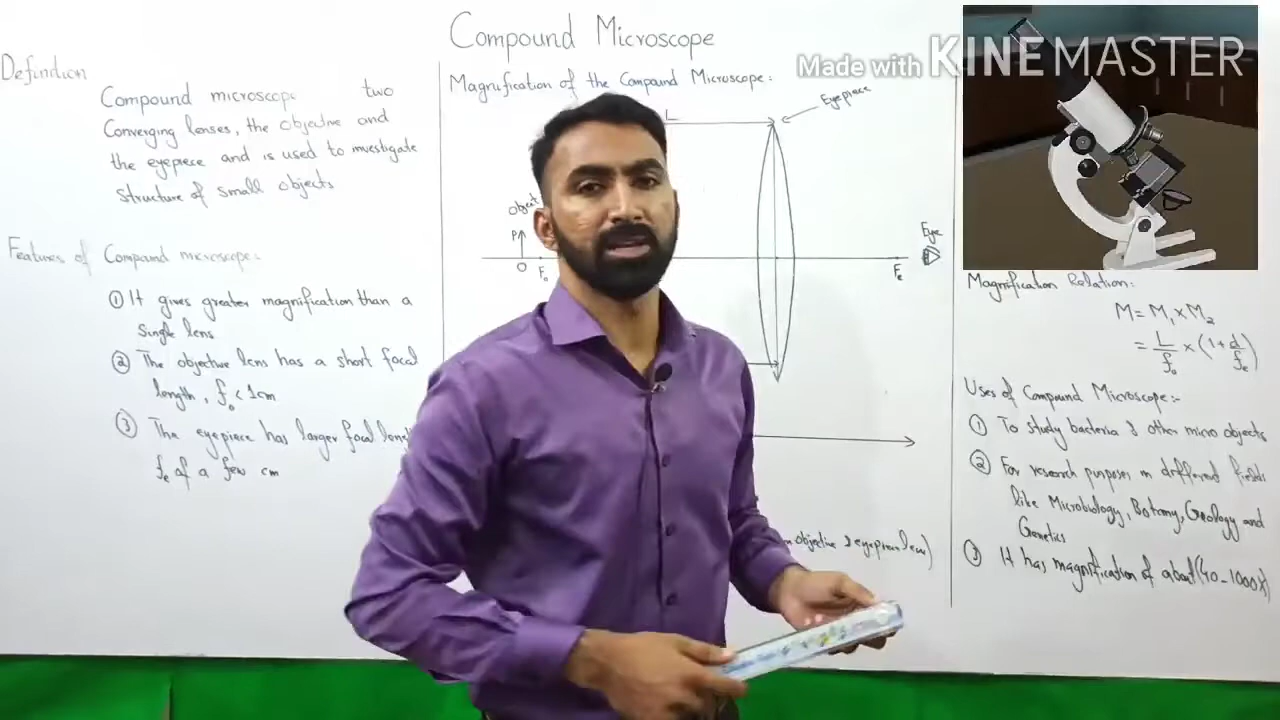 Compound Microscope
Made with KINEMASTER
Definition
Compound microscope two
Converging lenses, the objective and
the eyepiece and is used to investigate
structure of small objects
Features of Compound microscope:
① It gives greater magnification than a
Single lens
② The objective lens has a short focal
length, fo < 1cm
③ The eyepiece has larger focal
fe of a few cm
Magnification of the Compound Microscope:
L
Eyepiece
Object
P
O
Fo
Fe
Eye
objective & eyepiece lens)
Magnification Relation:
M = M1 × M2
= L/fo × (1 + d/fe)
Uses of Compound Microscope:-
① To study bacteria & other micro objects
② For research purposes in different fields
like Microbiology, Botany, Geology and
Genetics
③ It has magnification of about (40-1000X)